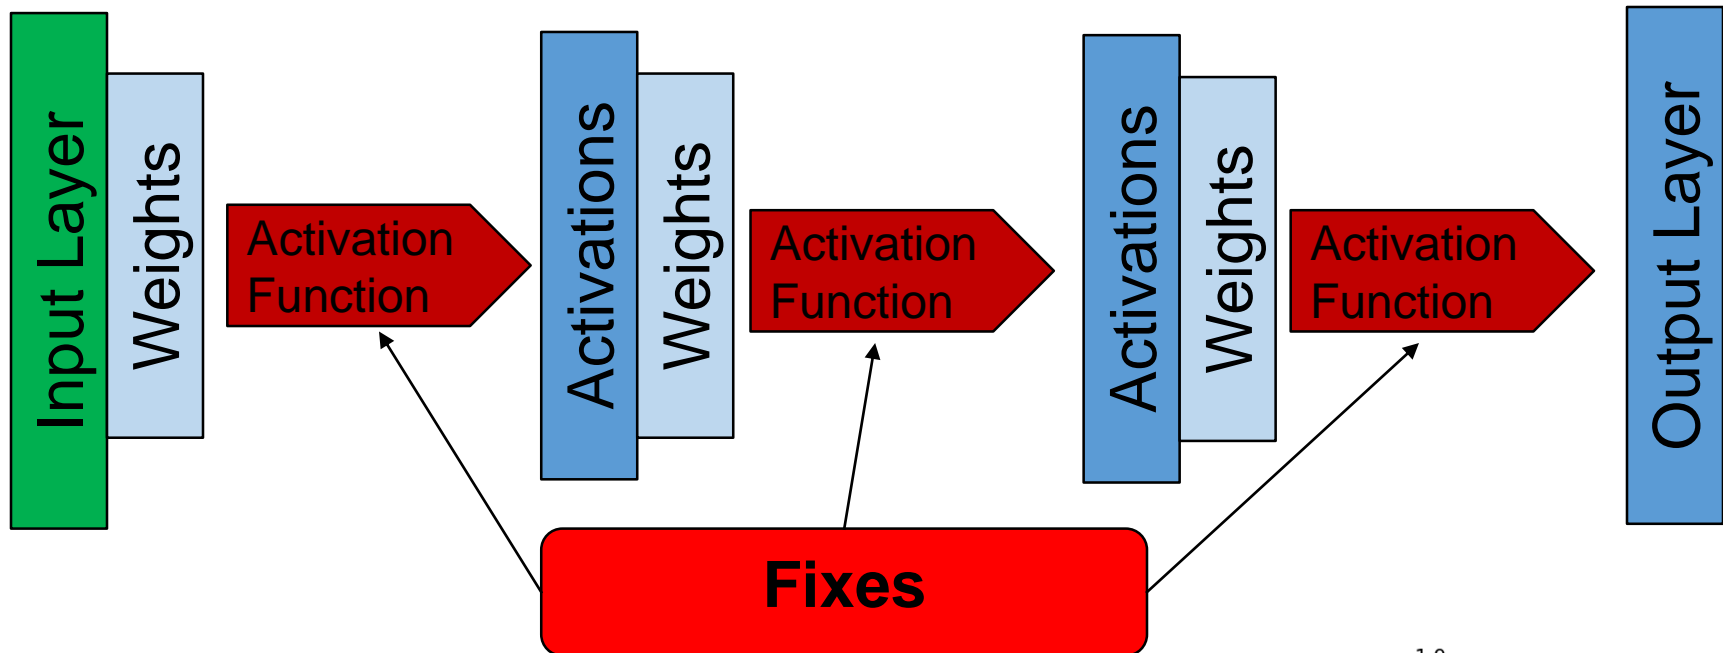 Input Layer
Weights
Activation
Function
Activations
Weights
Activation
Function
Activations
Weights
Activation
Function
Output Layer
Fixes